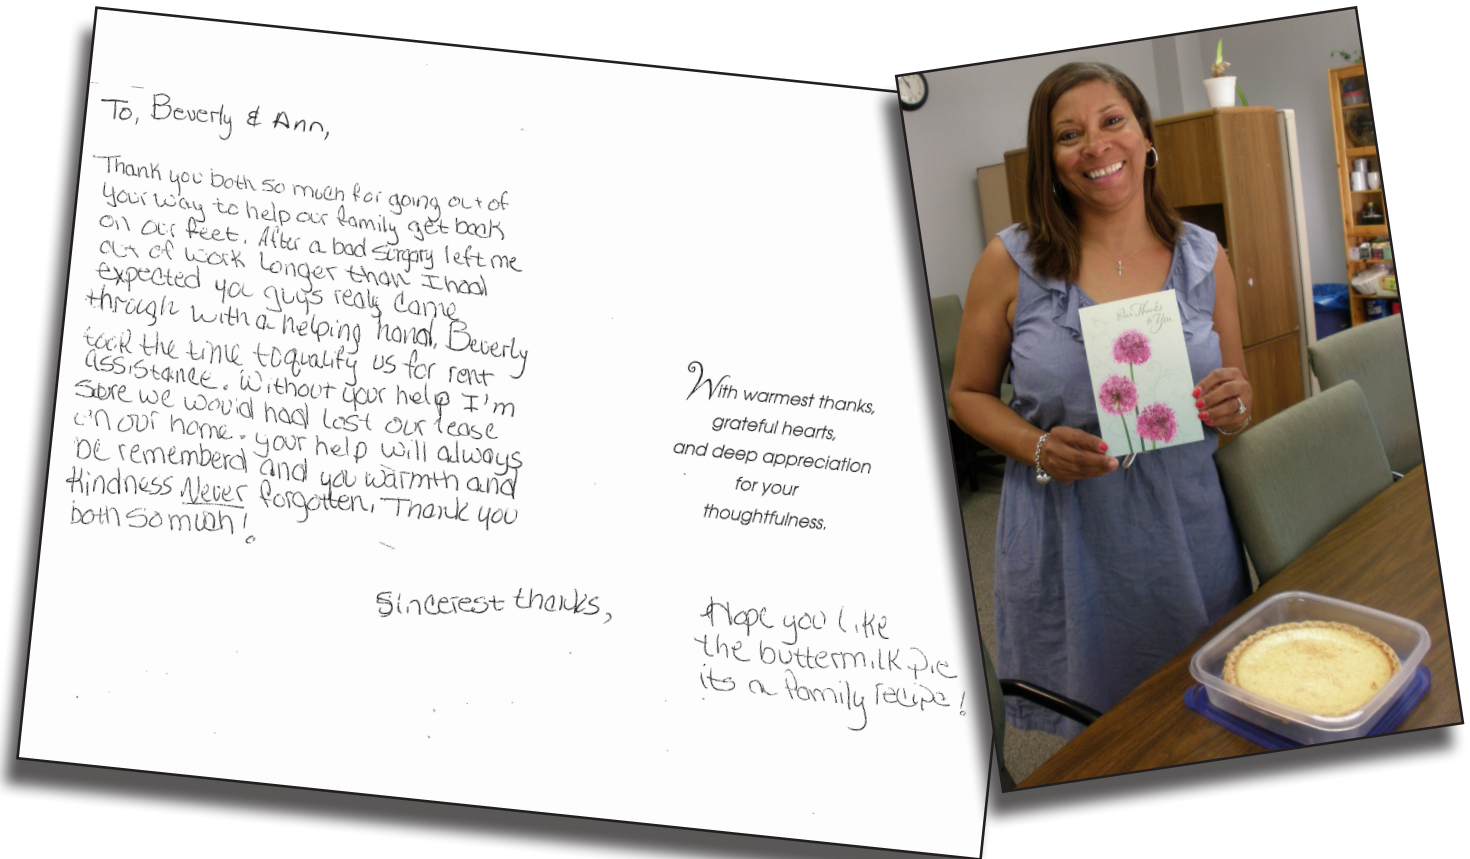 To, Beverly & Ann,
Thank you both so much for going out of
your way to help our family get back
on our feet. After a bad surgary left me
out of work longer than I had
expected you guys realy came
through with a helping hand, Beverly
took the time to qualify us for rent
assistance. Without your help I'm
sure we would had lost our lease
on our home. your help will always
be rememberd and you warmth and
Kindness Never forgotten, Thank you
both so much!
Sincerest thanks,
With warmest thanks,
grateful hearts,
and deep appreciation
for your
thoughtfulness.
Hope you like
the buttermilk pie
its a family recipe!
Our Thanks
to You